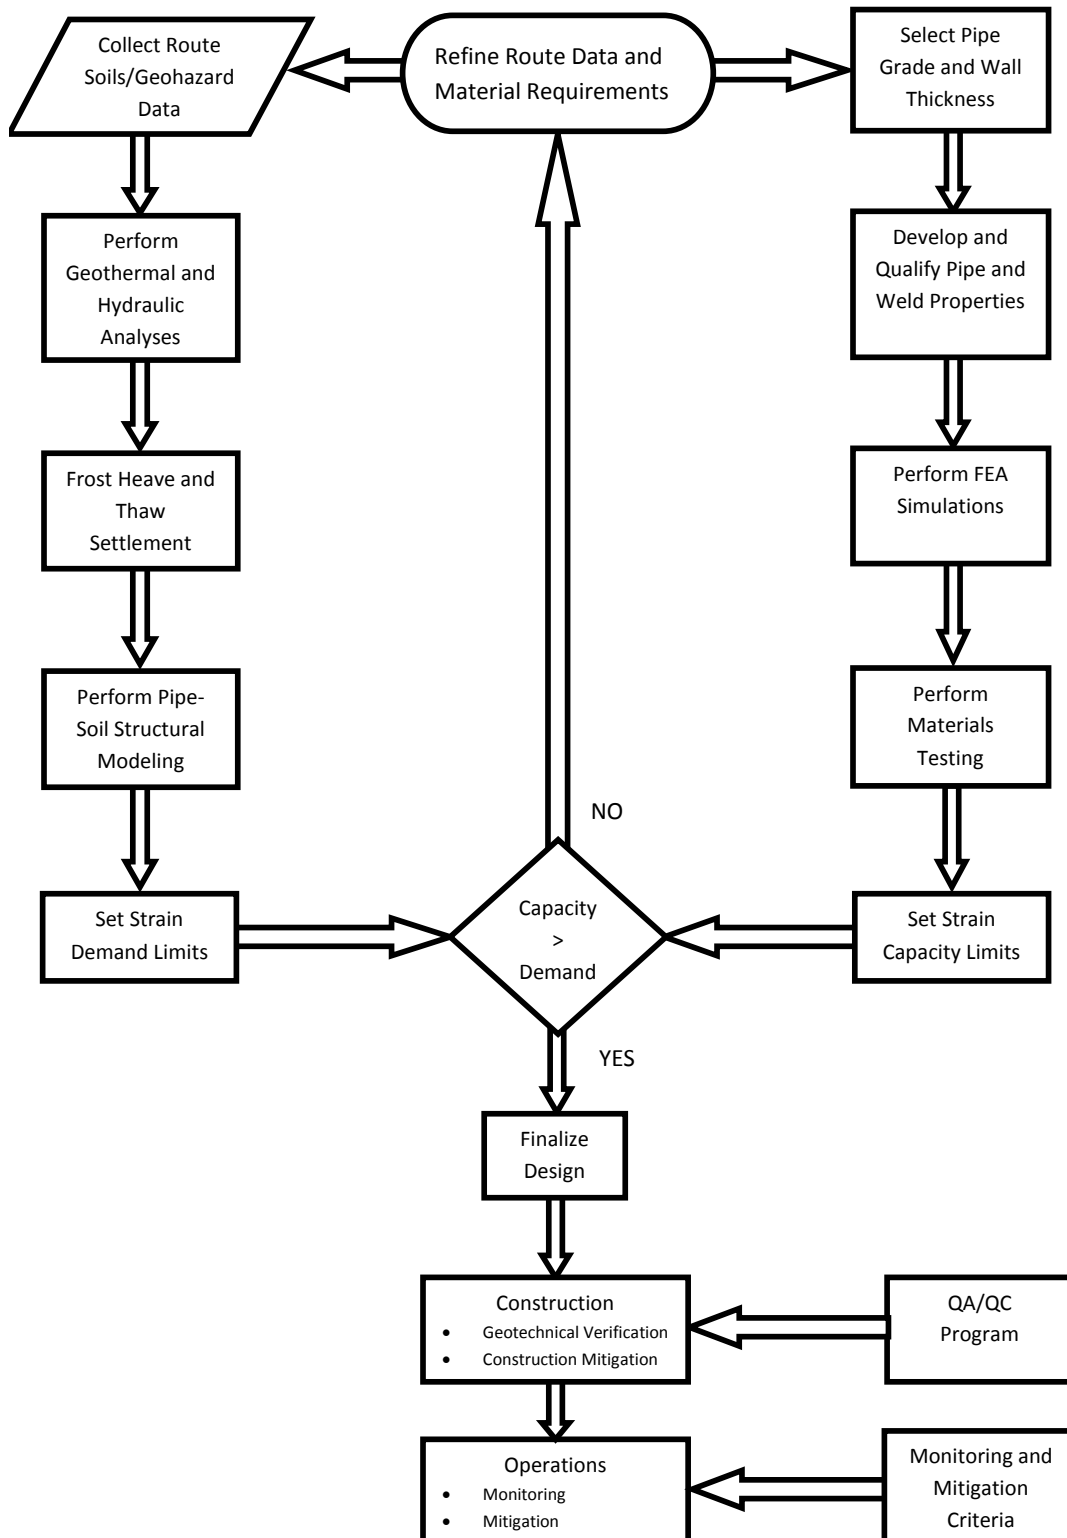 Collect Route
Soils/Geohazard
Data
Refine Route Data and
Material Requirements
Select Pipe
Grade and Wall
Thickness
Perform
Geothermal and
Hydraulic
Analyses
Develop and
Qualify Pipe and
Weld Properties
Frost Heave and
Thaw
Settlement
Perform FEA
Simulations
Perform Pipe-
Soil Structural
Modeling
Perform
Materials
Testing
NO
Set Strain
Demand Limits
Capacity
>
Demand
Set Strain
Capacity Limits
YES
Finalize
Design
Construction
• Geotechnical Verification
• Construction Mitigation
QA/QC
Program
Operations
• Monitoring
• Mitigation
Monitoring and
Mitigation
Criteria